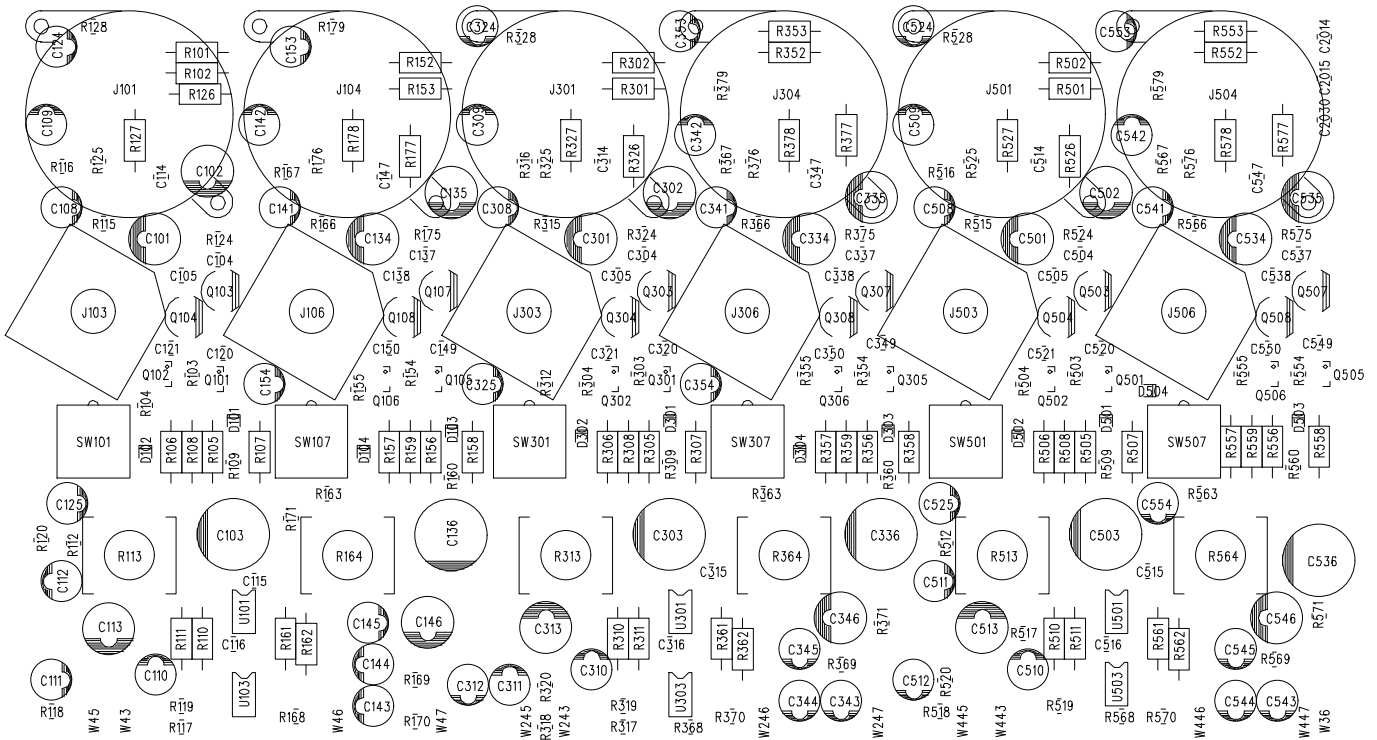 R128 R179 C324 R328 C353 R353 C524 R528 C553 R553 C2014
C124 R101 C153 R152 R302 R352 R502 R552
R102 R153 R301 R379 R501 R579 C2015
R126
J101 J104 J301 J304 J501 J504
C109 R127 C142 R178 R177 C309 R327 R326 C342 R378 R377 C509 R527 R526 C542 R578 R577 C2030
R116 R125 C114 C102 R167 R176 C147 R316 R325 C314 R367 R376 C347 R516 R525 C514 R567 R576 C547
C135 C302 C335 C502 C535
C108 R115 C141 R166 C308 R315 C341 R366 C508 R515 C541 R566
C101 R124 C134 R175 C301 R324 C334 R375 C501 R524 C534 R575
C104 C137 C304 C337 C504 C537
C105 C138 C305 C338 C505 C538
Q103 Q107 Q303 Q307 Q503 Q507
J103 Q104 J106 Q108 J303 Q304 J306 Q308 J503 Q504 J506 Q508
C121 C120 C150 C149 C321 C320 C350 C349 C521 C520 C550 C549
Q102 R103 Q101 C154 R155 R154 Q105 C325 R312 R304 R303 Q301 C354 R355 Q305 R504 R503 Q501 D504 R555 R554 Q505
R104 Q106 Q302 Q306 Q502 Q506
SW101 D101 SW107 D103 SW301 D302 D301 SW307 D303 SW501 D502 D501 SW507 D503
D102 R106 R108 R105 R107 D104 R157 R159 R156 R158 R306 R308 R305 R307 D304 R357 R359 R356 R358 R506 R508 R505 R507 R557 R559 R556 R558
R109 R160 R309 R360 R509 R560
C125 R163 R363 C525 C554 R563
R120 R112 R113 C103 R171 R164 C136 R313 C303 R364 C336 R512 R513 C503 R564 C536
C112 C115 C315 C511 C515
C113 R111 R110 U101 R161 R162 C145 C146 C313 R310 R311 U301 R361 R362 C346 R371 C513 R517 R510 R511 U501 R561 R562 C546 R571
C116 C316 C345 C516 C545
C110 C144 C310 R369 C510 R569
C111 U103 R169 C312 C311 R320 U303 C512 R520 U503
R118 R119 C143 R319 C344 C343 R518 R519 C544 C543
W45 W43 R117 R168 W46 R170 W47 W245 R318 W243 R317 R368 R370 W246 W247 W445 W443 R568 R570 W446 W447 W36